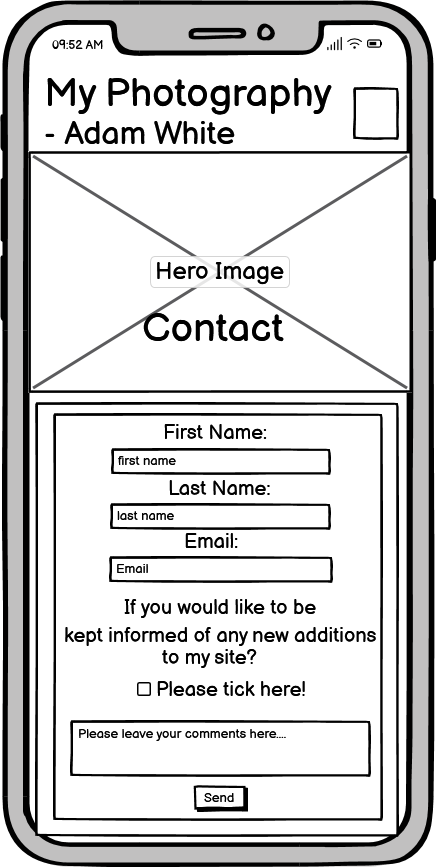 09:52 AM
My Photography
- Adam White
Hero Image
Contact
First Name:
first name
Last Name:
last name
Email:
Email
If you would like to be
kept informed of any new additions
to my site?
Please tick here!
Please leave your comments here....
Send